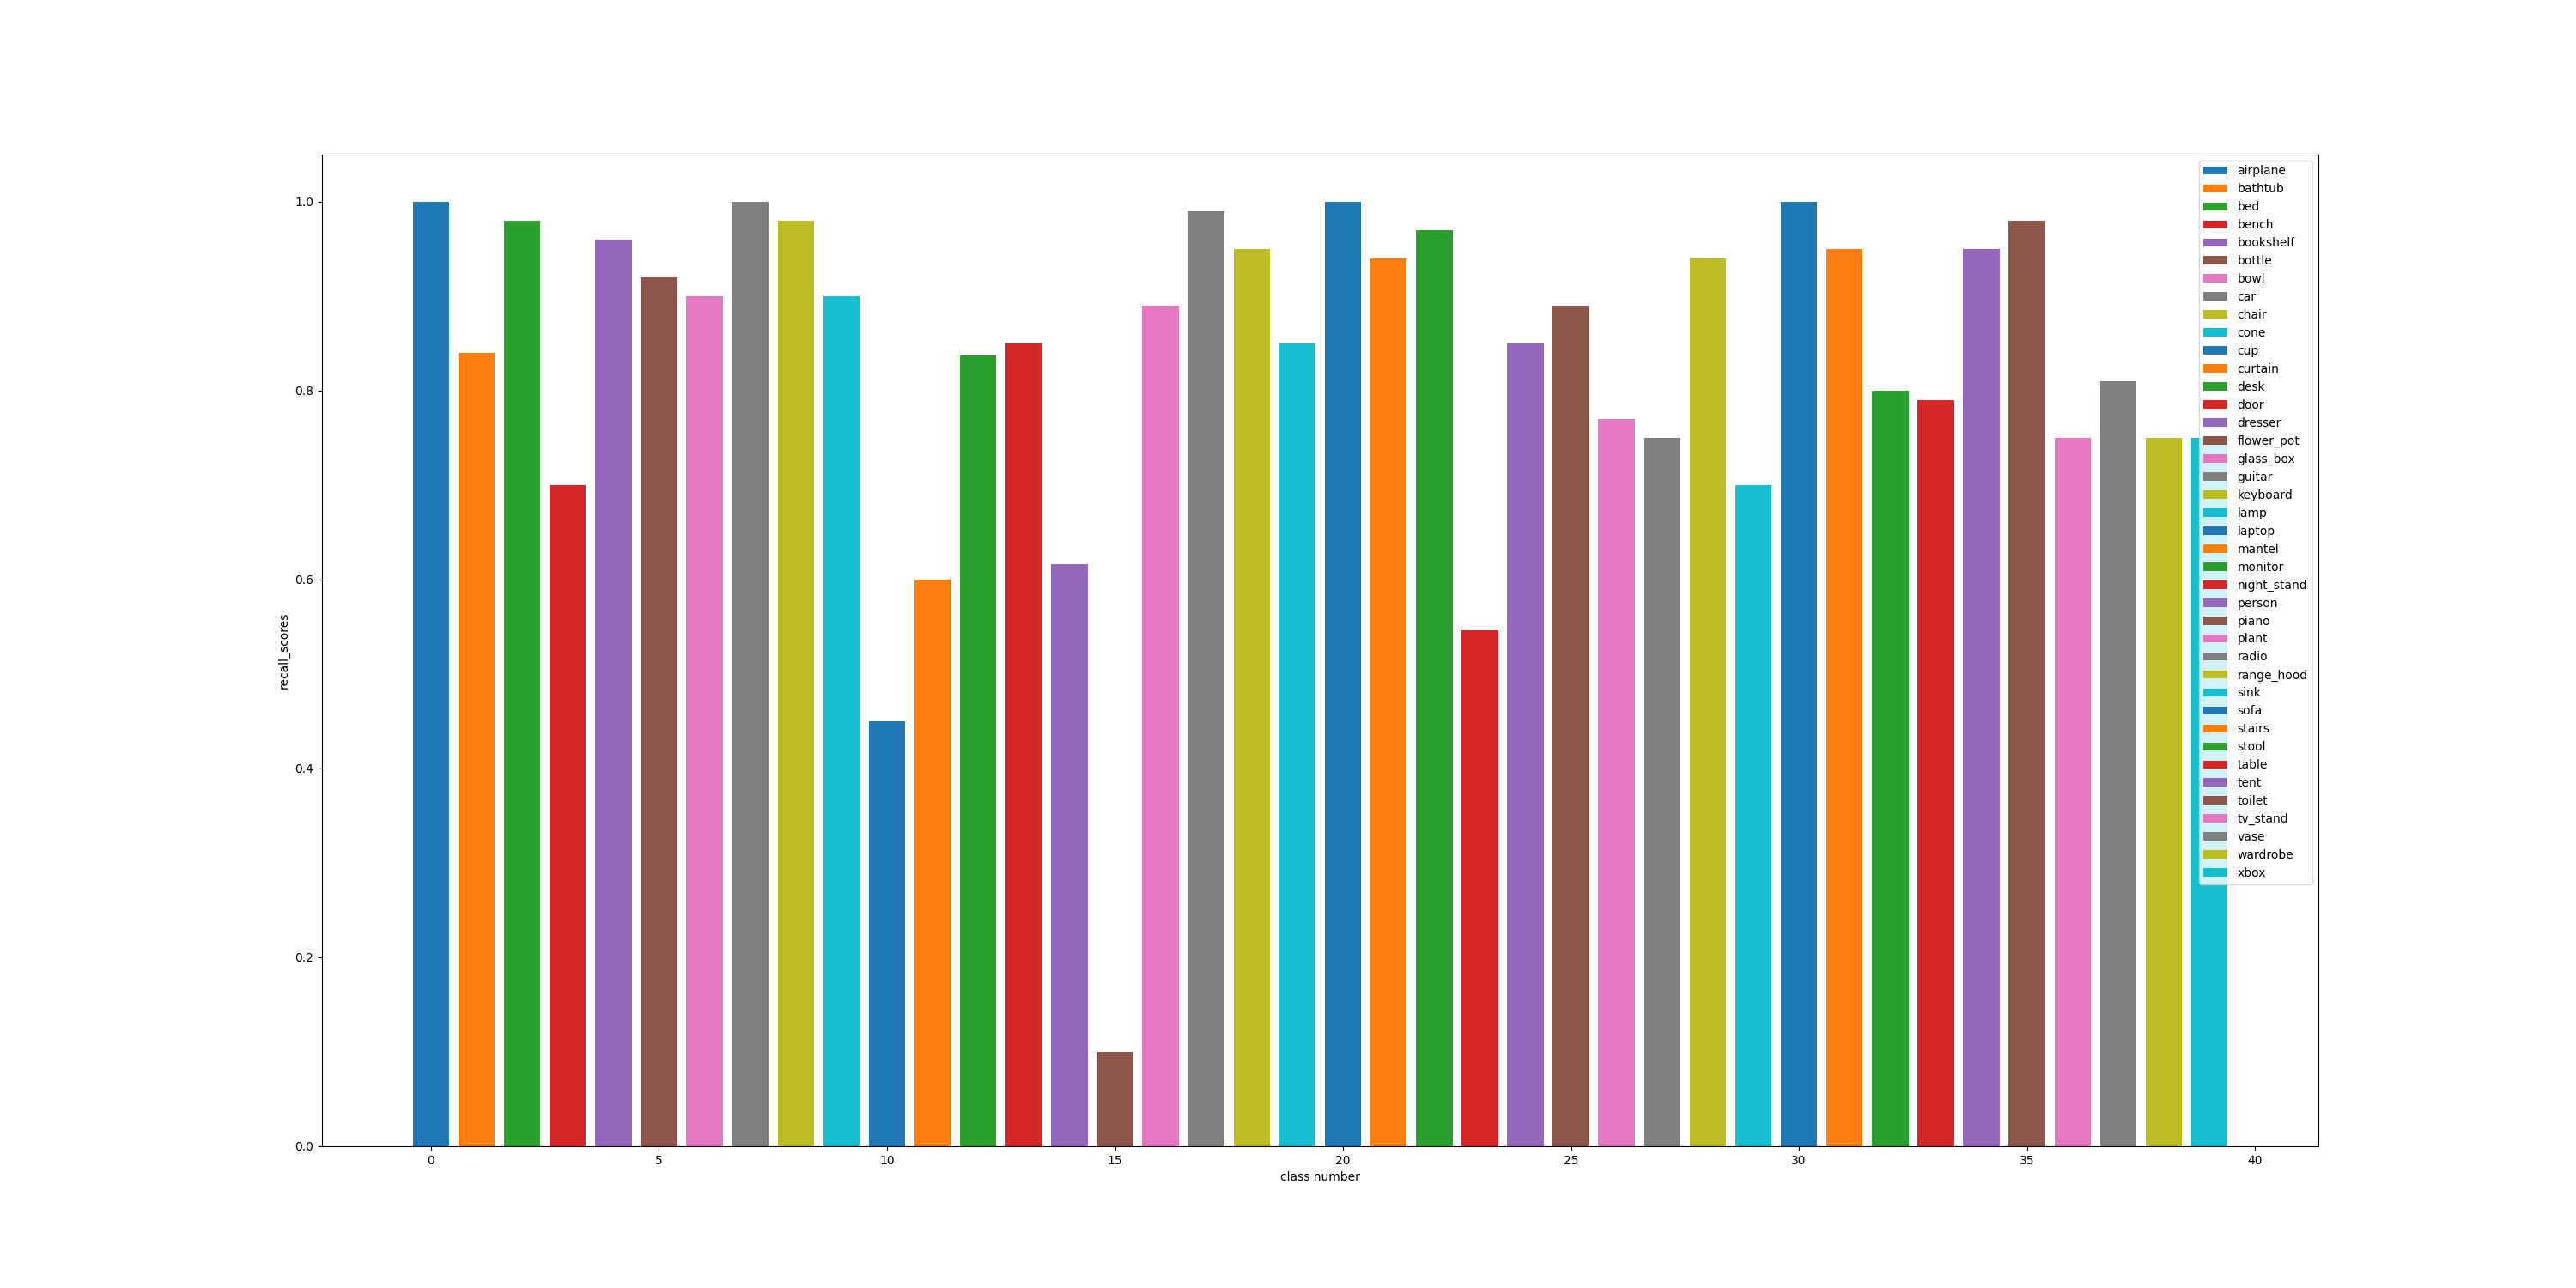 1.0
0.8
0.6
0.4
0.2
0.0
recall_scores
0 5 10 15 20 25 30 35 40
class number
airplane
bathtub
bed
bench
bookshelf
bottle
bowl
car
chair
cone
cup
curtain
desk
door
dresser
flower_pot
glass_box
guitar
keyboard
lamp
laptop
mantel
monitor
night_stand
person
piano
plant
radio
range_hood
sink
sofa
stairs
stool
table
tent
toilet
tv_stand
vase
wardrobe
xbox